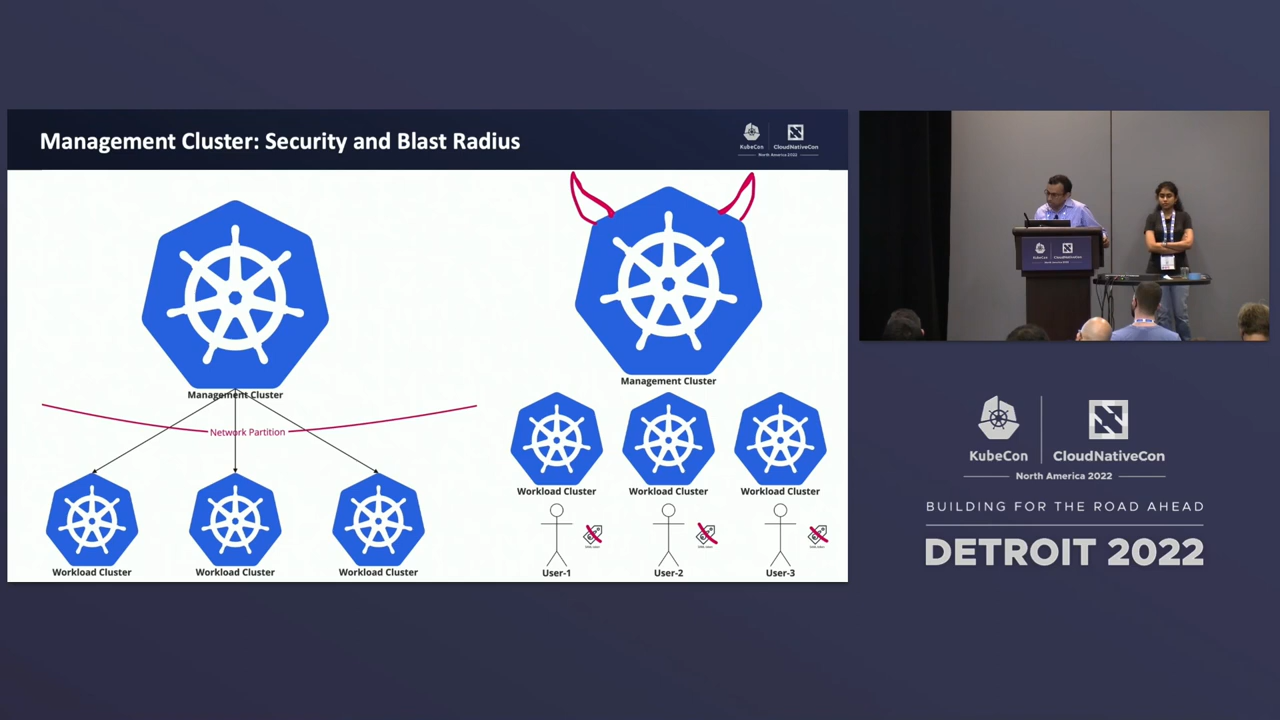 Management Cluster: Security and Blast Radius
KubeCon
CloudNativeCon
North America 2022
Management Cluster
Network Partition
Workload Cluster
Workload Cluster
Workload Cluster
Management Cluster
Workload Cluster
Workload Cluster
Workload Cluster
User-1
User-2
User-3
KubeCon
CloudNativeCon
North America 2022
BUILDING FOR THE ROAD AHEAD
DETROIT 2022